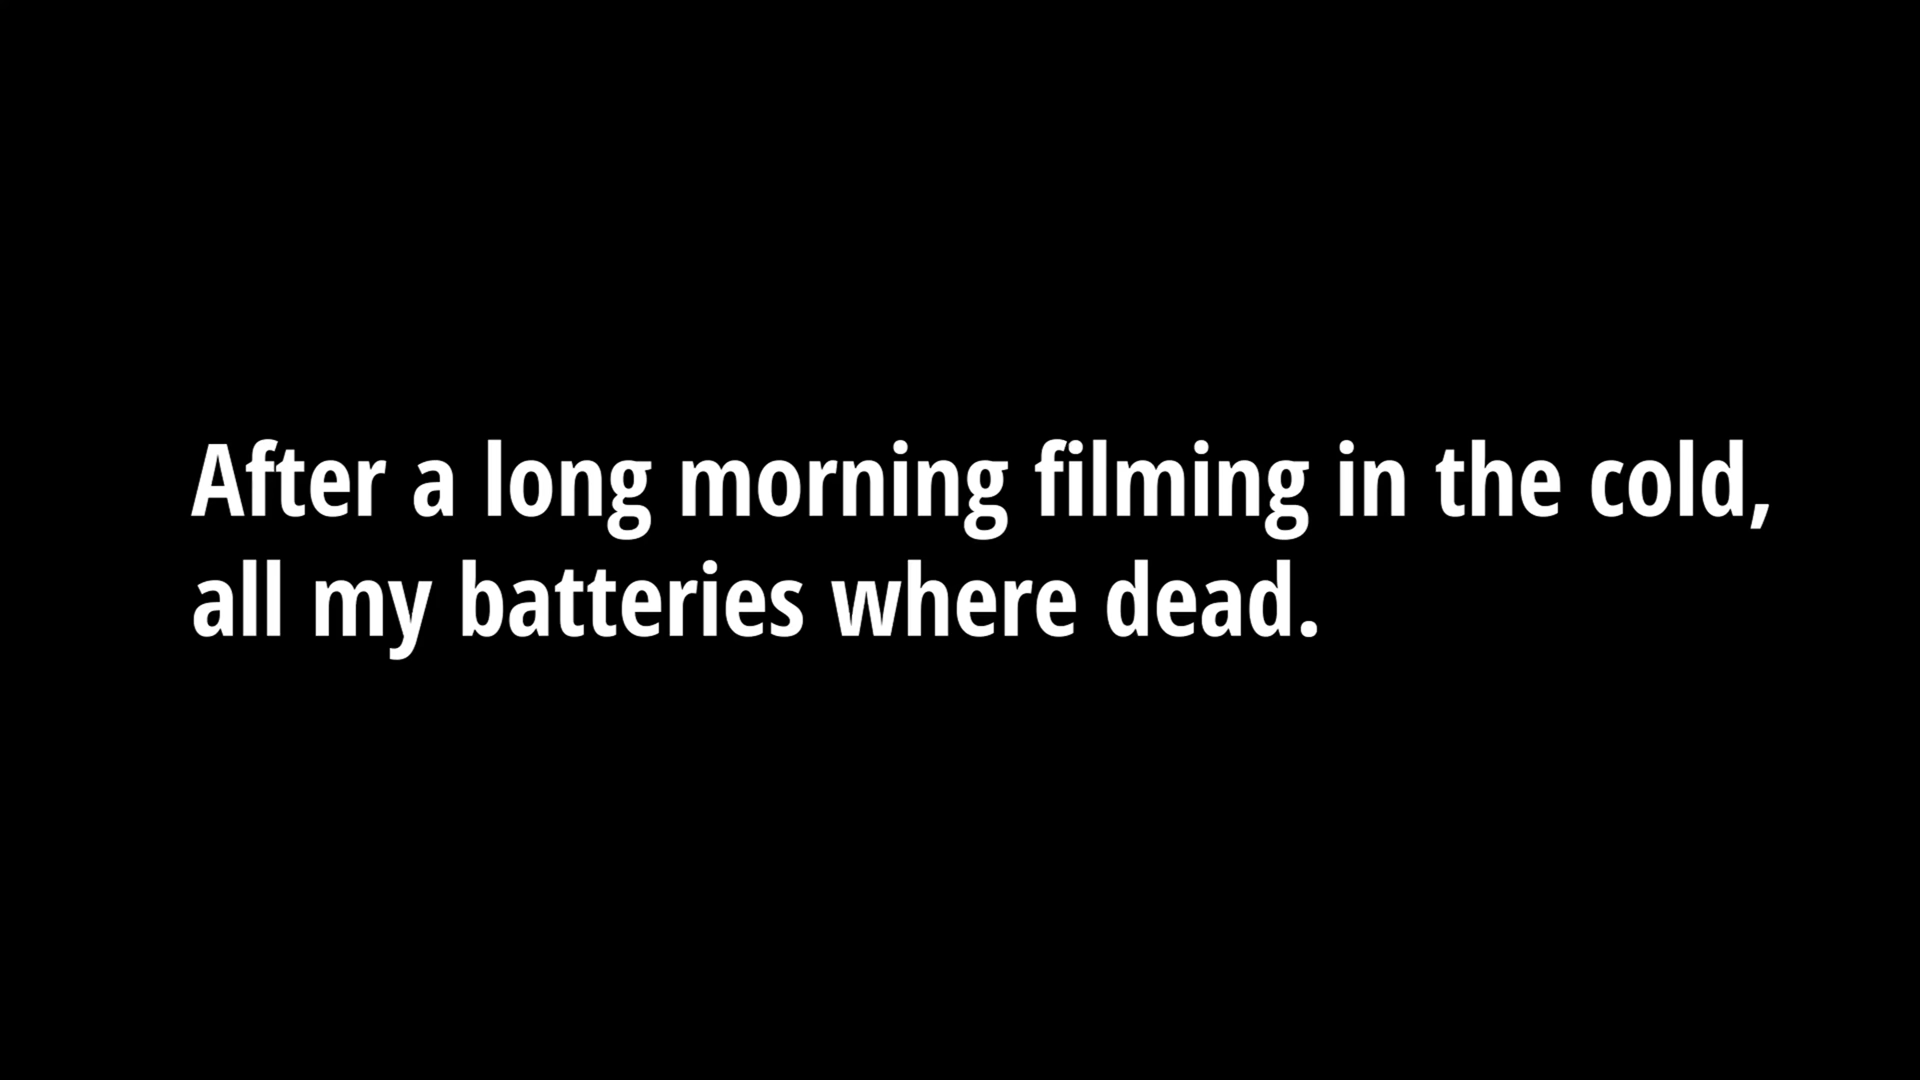 After a long morning filming in the cold,
all my batteries where dead.